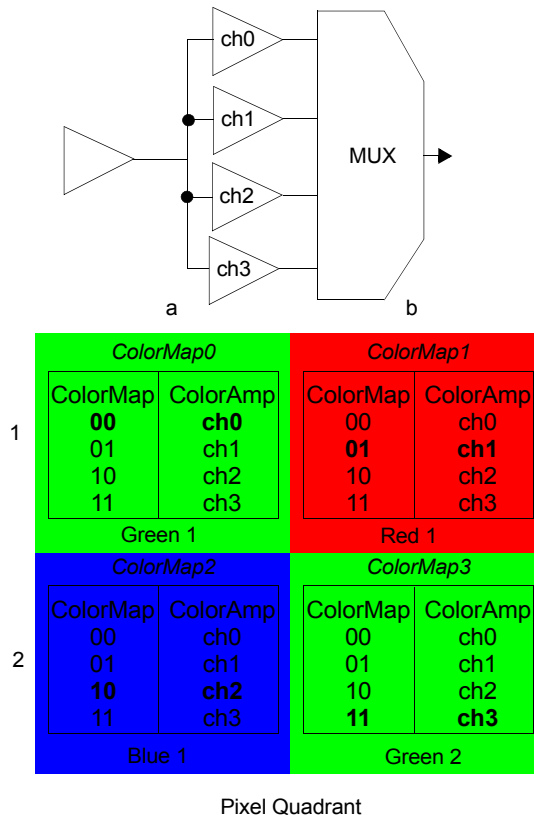 ch0
ch1
MUX
ch2
ch3
a b
ColorMap0 ColorMap1
ColorMap ColorAmp ColorMap ColorAmp
1 00 ch0 00 ch0
01 ch1 01 ch1
10 ch2 10 ch2
11 ch3 11 ch3
Green 1 Red 1
ColorMap2 ColorMap3
ColorMap ColorAmp ColorMap ColorAmp
00 ch0 00 ch0
2 01 ch1 01 ch1
10 ch2 10 ch2
11 ch3 11 ch3
Blue 1 Green 2
Pixel Quadrant